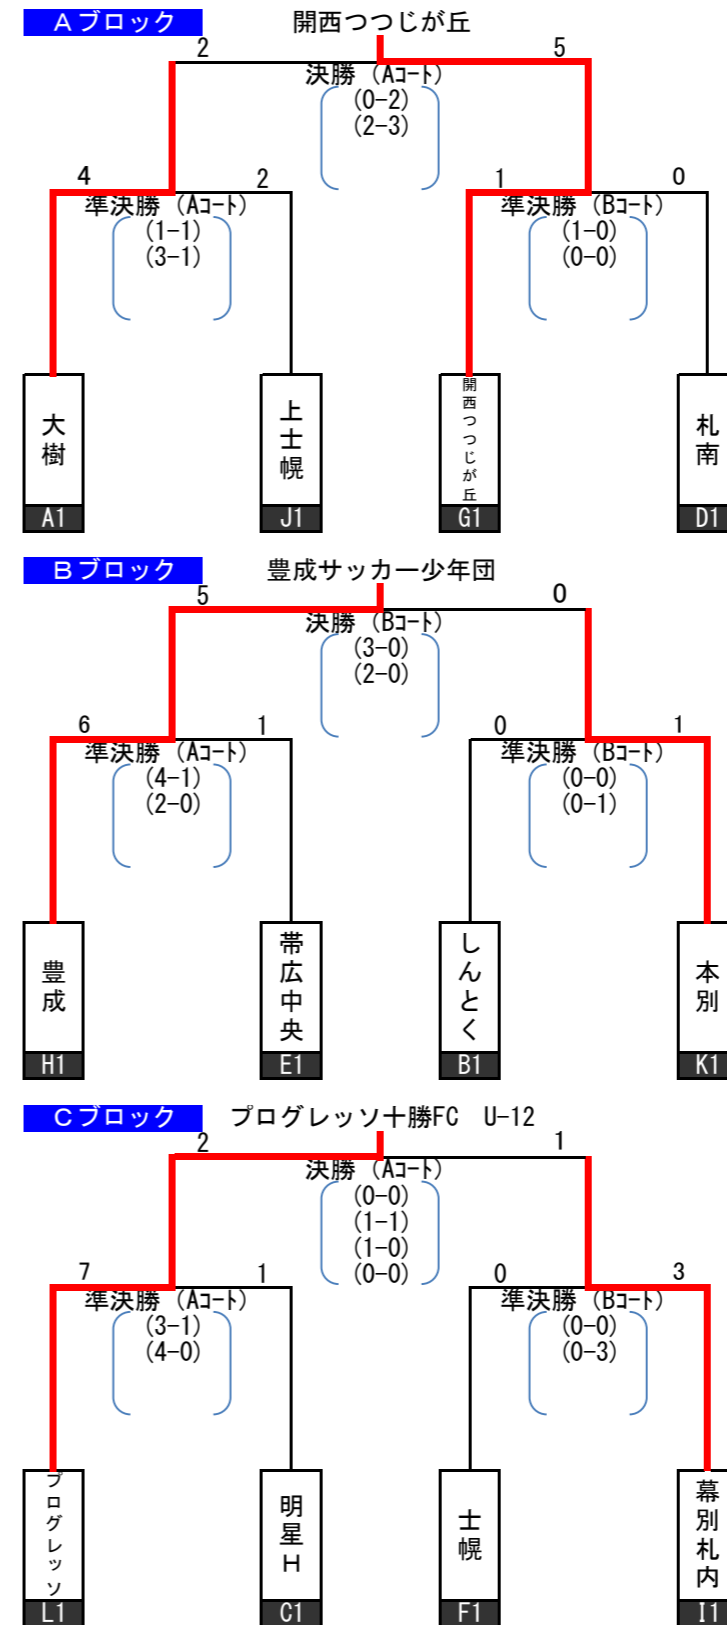 Aブロック 開西つつじが丘
2 5
決勝（Aｺｰﾄ）
(0-2)
(2-3)
4 2 1 0
準決勝（Aｺｰﾄ） 準決勝（Bｺｰﾄ）
(1-1) (1-0)
(3-1) (0-0)
大樹 上士幌 開西つつじが丘 札南
A1 J1 G1 D1
Bブロック 豊成サッカー少年団
5 0
決勝（Bｺｰﾄ）
(3-0)
(2-0)
6 1 0 1
準決勝（Aｺｰﾄ） 準決勝（Bｺｰﾄ）
(4-1) (0-0)
(2-0) (0-1)
豊成 帯広中央 しんとく 本別
H1 E1 B1 K1
Cブロック プログレッソ十勝FC　U-12
2 1
決勝（Aｺｰﾄ）
(0-0)
(1-1)
(1-0)
(0-0)
7 1 0 3
準決勝（Aｺｰﾄ） 準決勝（Bｺｰﾄ）
(3-1) (0-0)
(4-0) (0-3)
プログレッソ 明星H 士幌 幕別札内
L1 C1 F1 I1